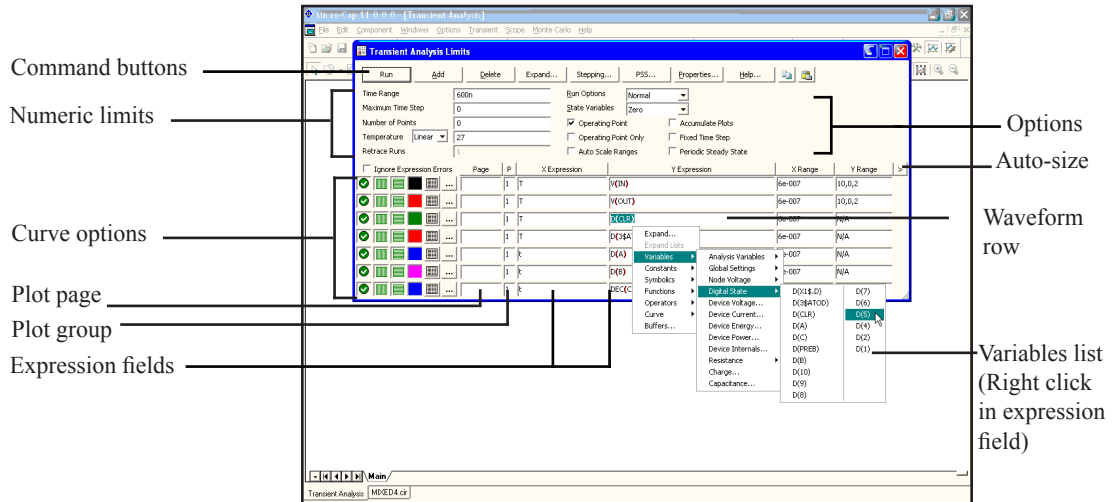 Micro-Cap 11.0.0.0 - [Transient Analysis]
File Edit Component Windows Options Transient Scope Monte Carlo Help
Transient Analysis Limits
Run Add Delete Expand... Stepping... PSS... Properties... Help...
Time Range 600n Run Options Normal
Maximum Time Step 0 State Variables Zero
Number of Points 0 Operating Point Accumulate Plots
Temperature Linear 27 Operating Point Only Fixed Time Step
Retrace Runs 1 Auto Scale Ranges Periodic Steady State
Ignore Expression Errors Page P X Expression Y Expression X Range Y Range >
... 1 T V(IN) 6e-007 10,0,2
... 1 T V(OUT) 6e-007 10,0,2
... 1 T D(CLR) 6e-007 N/A
... 1 T D(3$AT 6e-007 N/A
... 1 t D(A) e-007 N/A
... 1 t D(B) e-007 N/A
... 1 t DEC(C
Expand...
Expand Lists
Variables
Constants
Symbolics
Functions
Operators
Curve
Buffers...
Analysis Variables
Global Settings
Node Voltage
Digital State
Device Voltage...
Device Current...
Device Energy...
Device Power...
Device Internals...
Resistance
Charge...
Capacitance...
D(X1$.D)
D(3$ATOD)
D(CLR)
D(A)
D(C)
D(PREB)
D(B)
D(10)
D(9)
D(8)
D(7)
D(6)
D(5)
D(4)
D(2)
D(1)
Main
Transient Analysis MIXED4.cir
Command buttons
Numeric limits
Curve options
Plot page
Plot group
Expression fields
Options
Auto-size
Waveform
row
Variables list
(Right click
in expression
field)